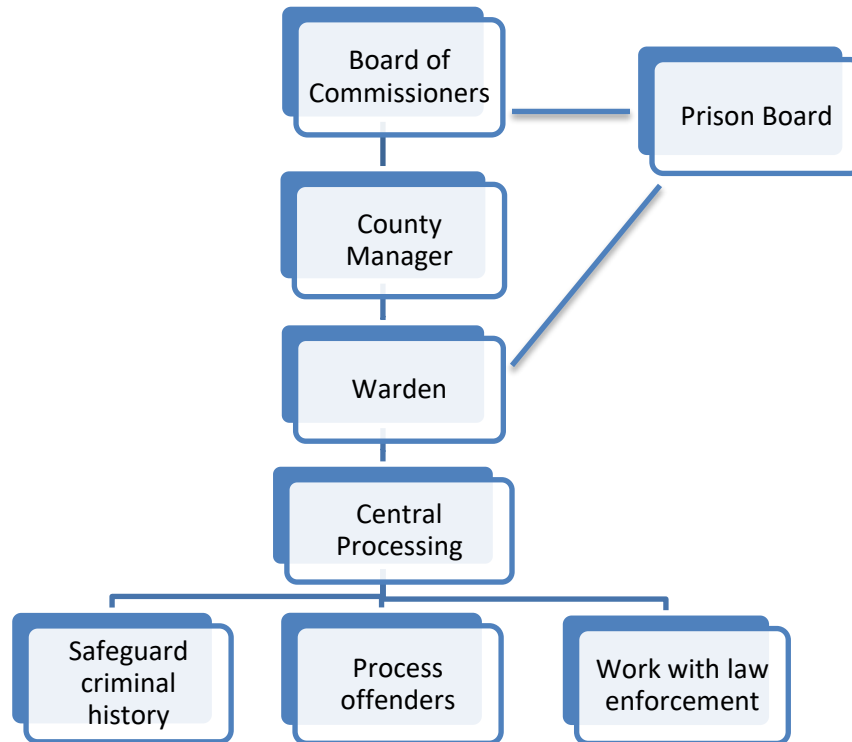 Board of
Commissioners
Prison Board
County
Manager
Warden
Central
Processing
Safeguard
criminal
history
Process
offenders
Work with law
enforcement